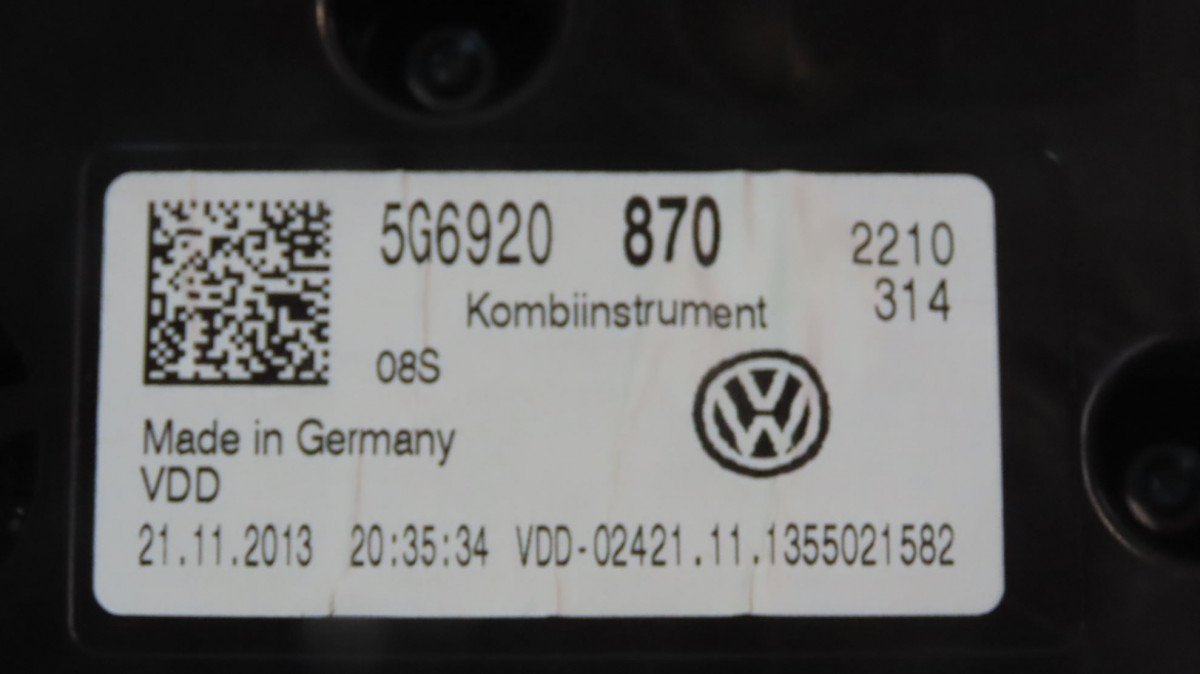 5G6920 870 2210
314
Kombiinstrument
08S
Made in Germany
VDD
21.11.2013 20:35:34 VDD-02421.11.1355021582